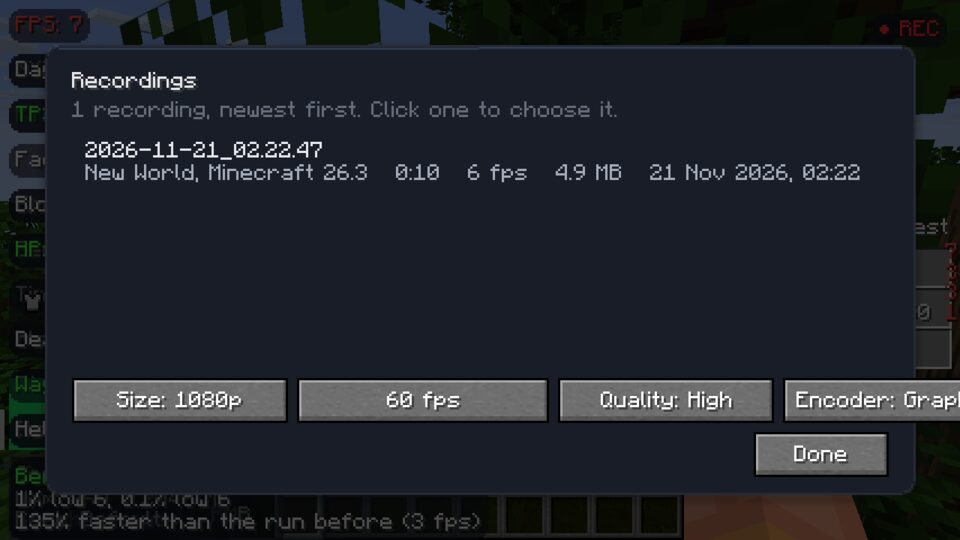 FPS: 7
REC
Recordings
1 recording, newest first. Click one to choose it.
2026-11-21_02.22.47
New World, Minecraft 26.3 0:10 6 fps 4.9 MB 21 Nov 2026, 02:22
Size: 1080p
60 fps
Quality: High
Encoder: Grap
Done
1% low 6, 0.1% low 6
135% faster than the run before (3 fps)